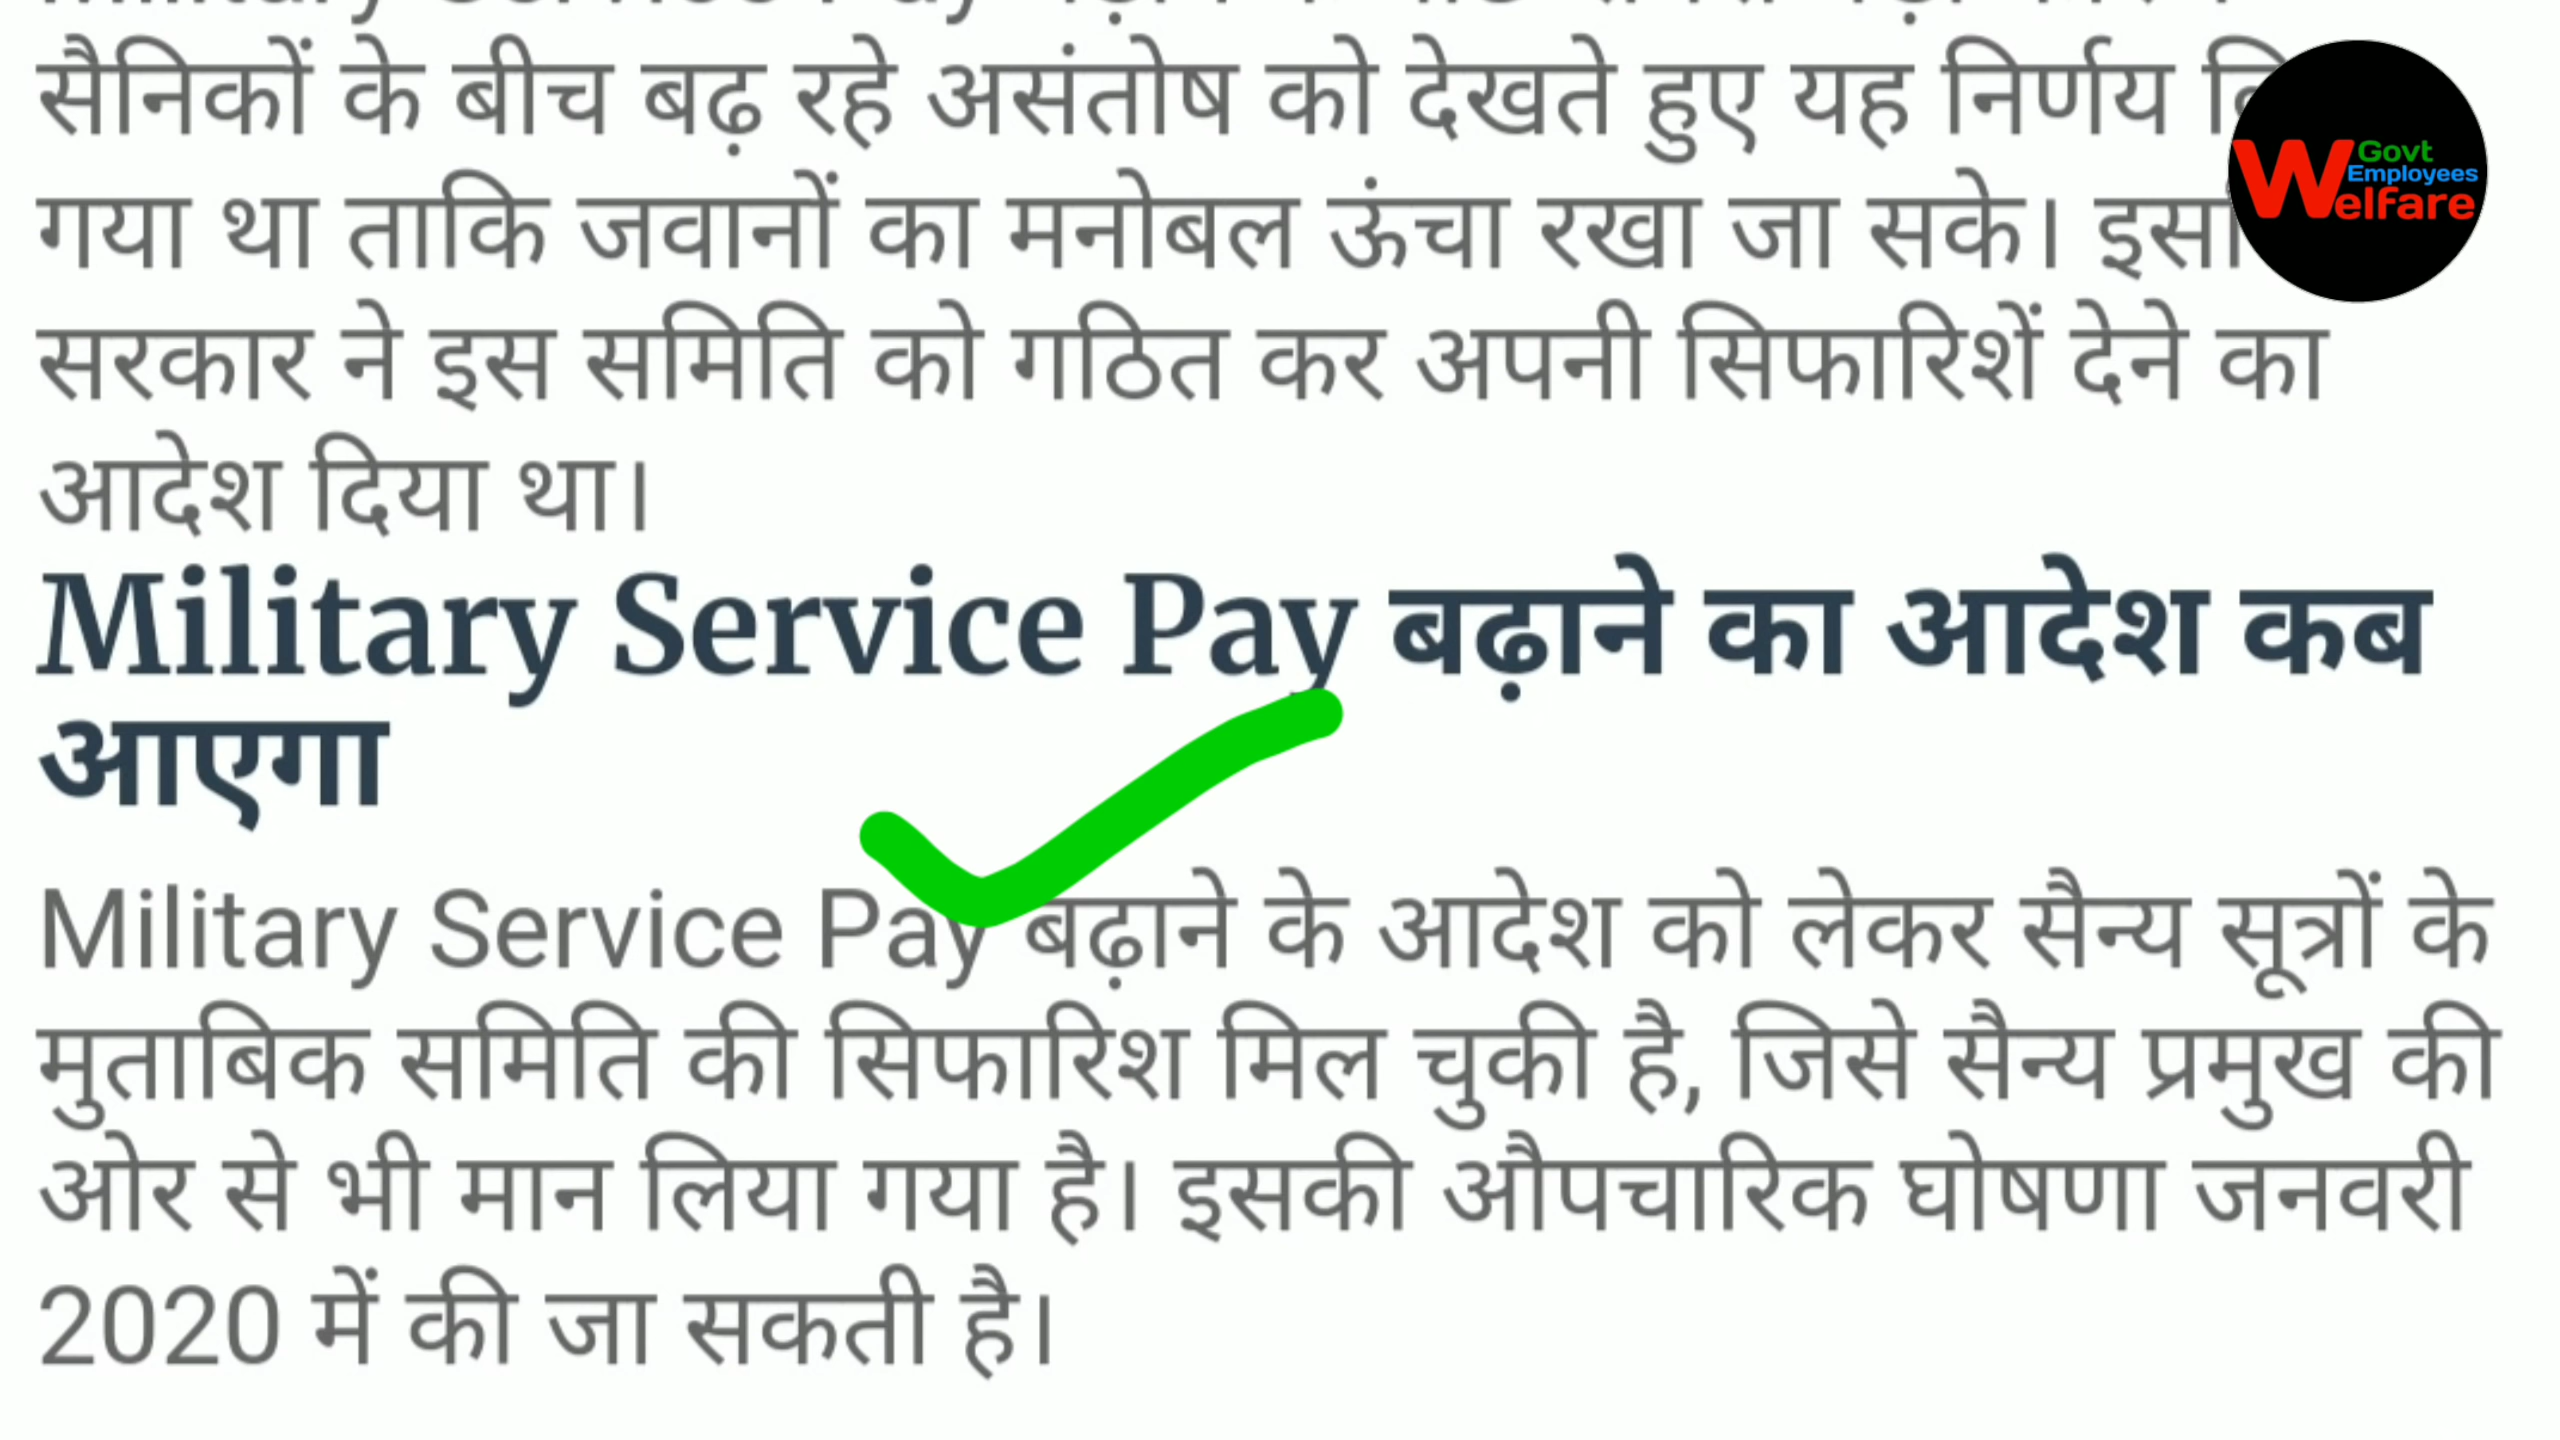 सैनिकों के बीच बढ़ रहे असंतोष को देखते हुए यह निर्णय
गया था ताकि जवानों का मनोबल ऊंचा रखा जा सके।
सरकार ने इस समिति को गठित कर अपनी सिफारिशें देने का
आदेश दिया था।
Military Service Pay बढ़ाने का आदेश कब
आएगा
Military Service Pay बढ़ाने के आदेश को लेकर सैन्य सूत्रों के
मुताबिक समिति की सिफारिश मिल चुकी है, जिसे सैन्य प्रमुख की
ओर से भी मान लिया गया है। इसकी औपचारिक घोषणा जनवरी
2020 में की जा सकती है।
Govt
Employees
Welfare